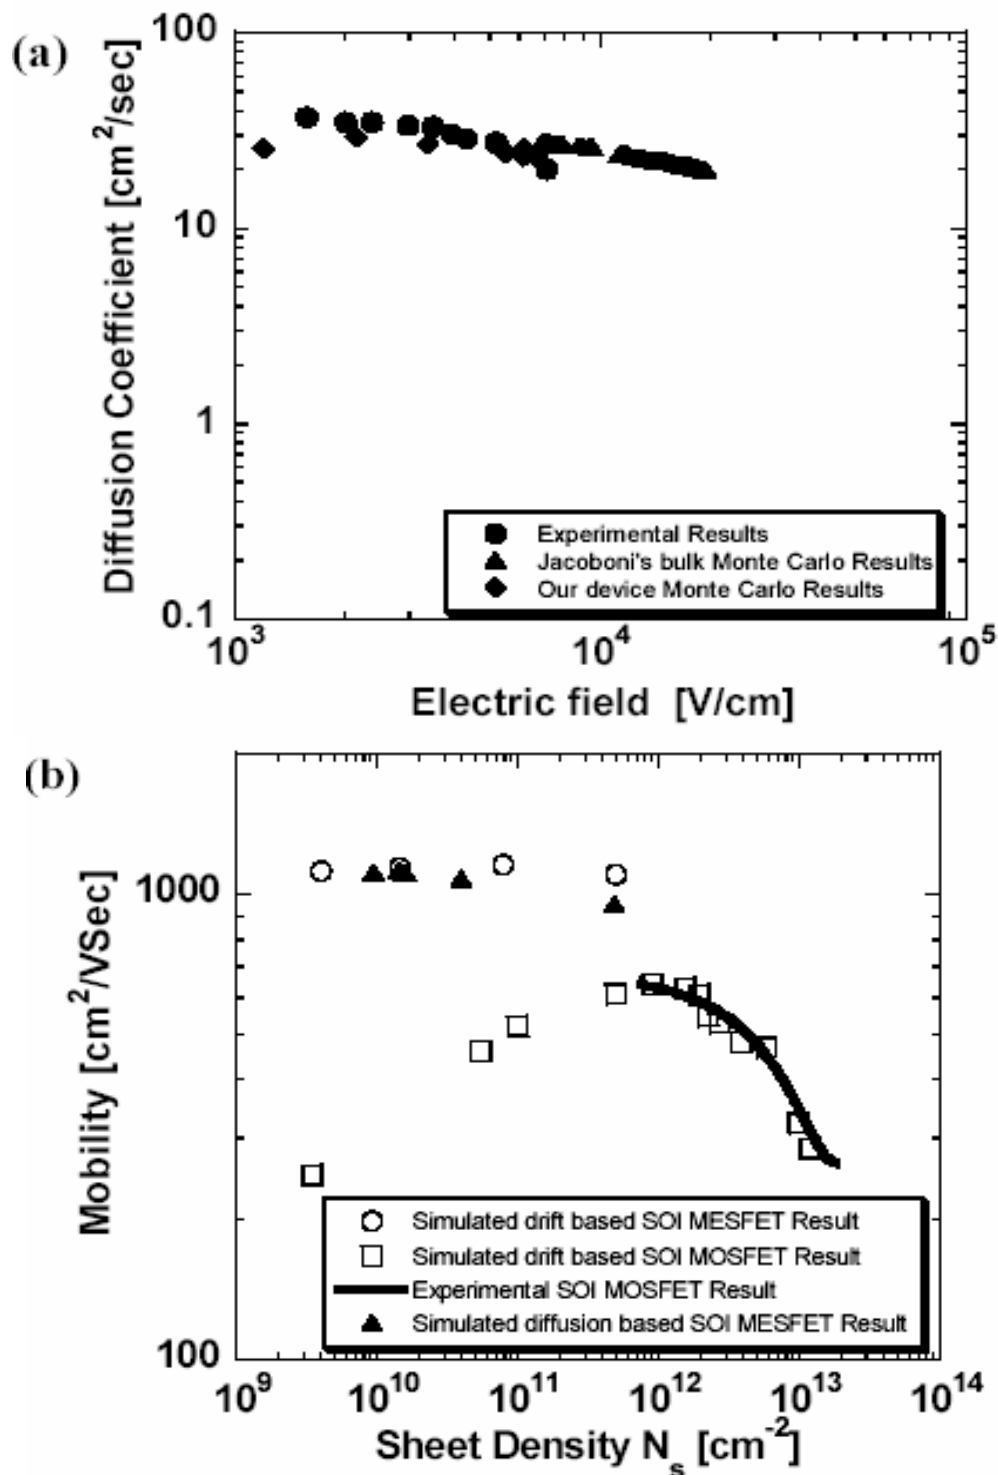 (a)
Diffusion Coefficient [cm²/sec]
100
10
1
0.1
Experimental Results
Jacoboni's bulk Monte Carlo Results
Our device Monte Carlo Results
10³ 10⁴ 10⁵
Electric field [V/cm]
(b)
Mobility [cm²/VSec]
1000
100
Simulated drift based SOI MESFET Result
Simulated drift based SOI MOSFET Result
Experimental SOI MOSFET Result
Simulated diffusion based SOI MESFET Result
10⁹ 10¹⁰ 10¹¹ 10¹² 10¹³ 10¹⁴
Sheet Density Nₛ [cm⁻²]